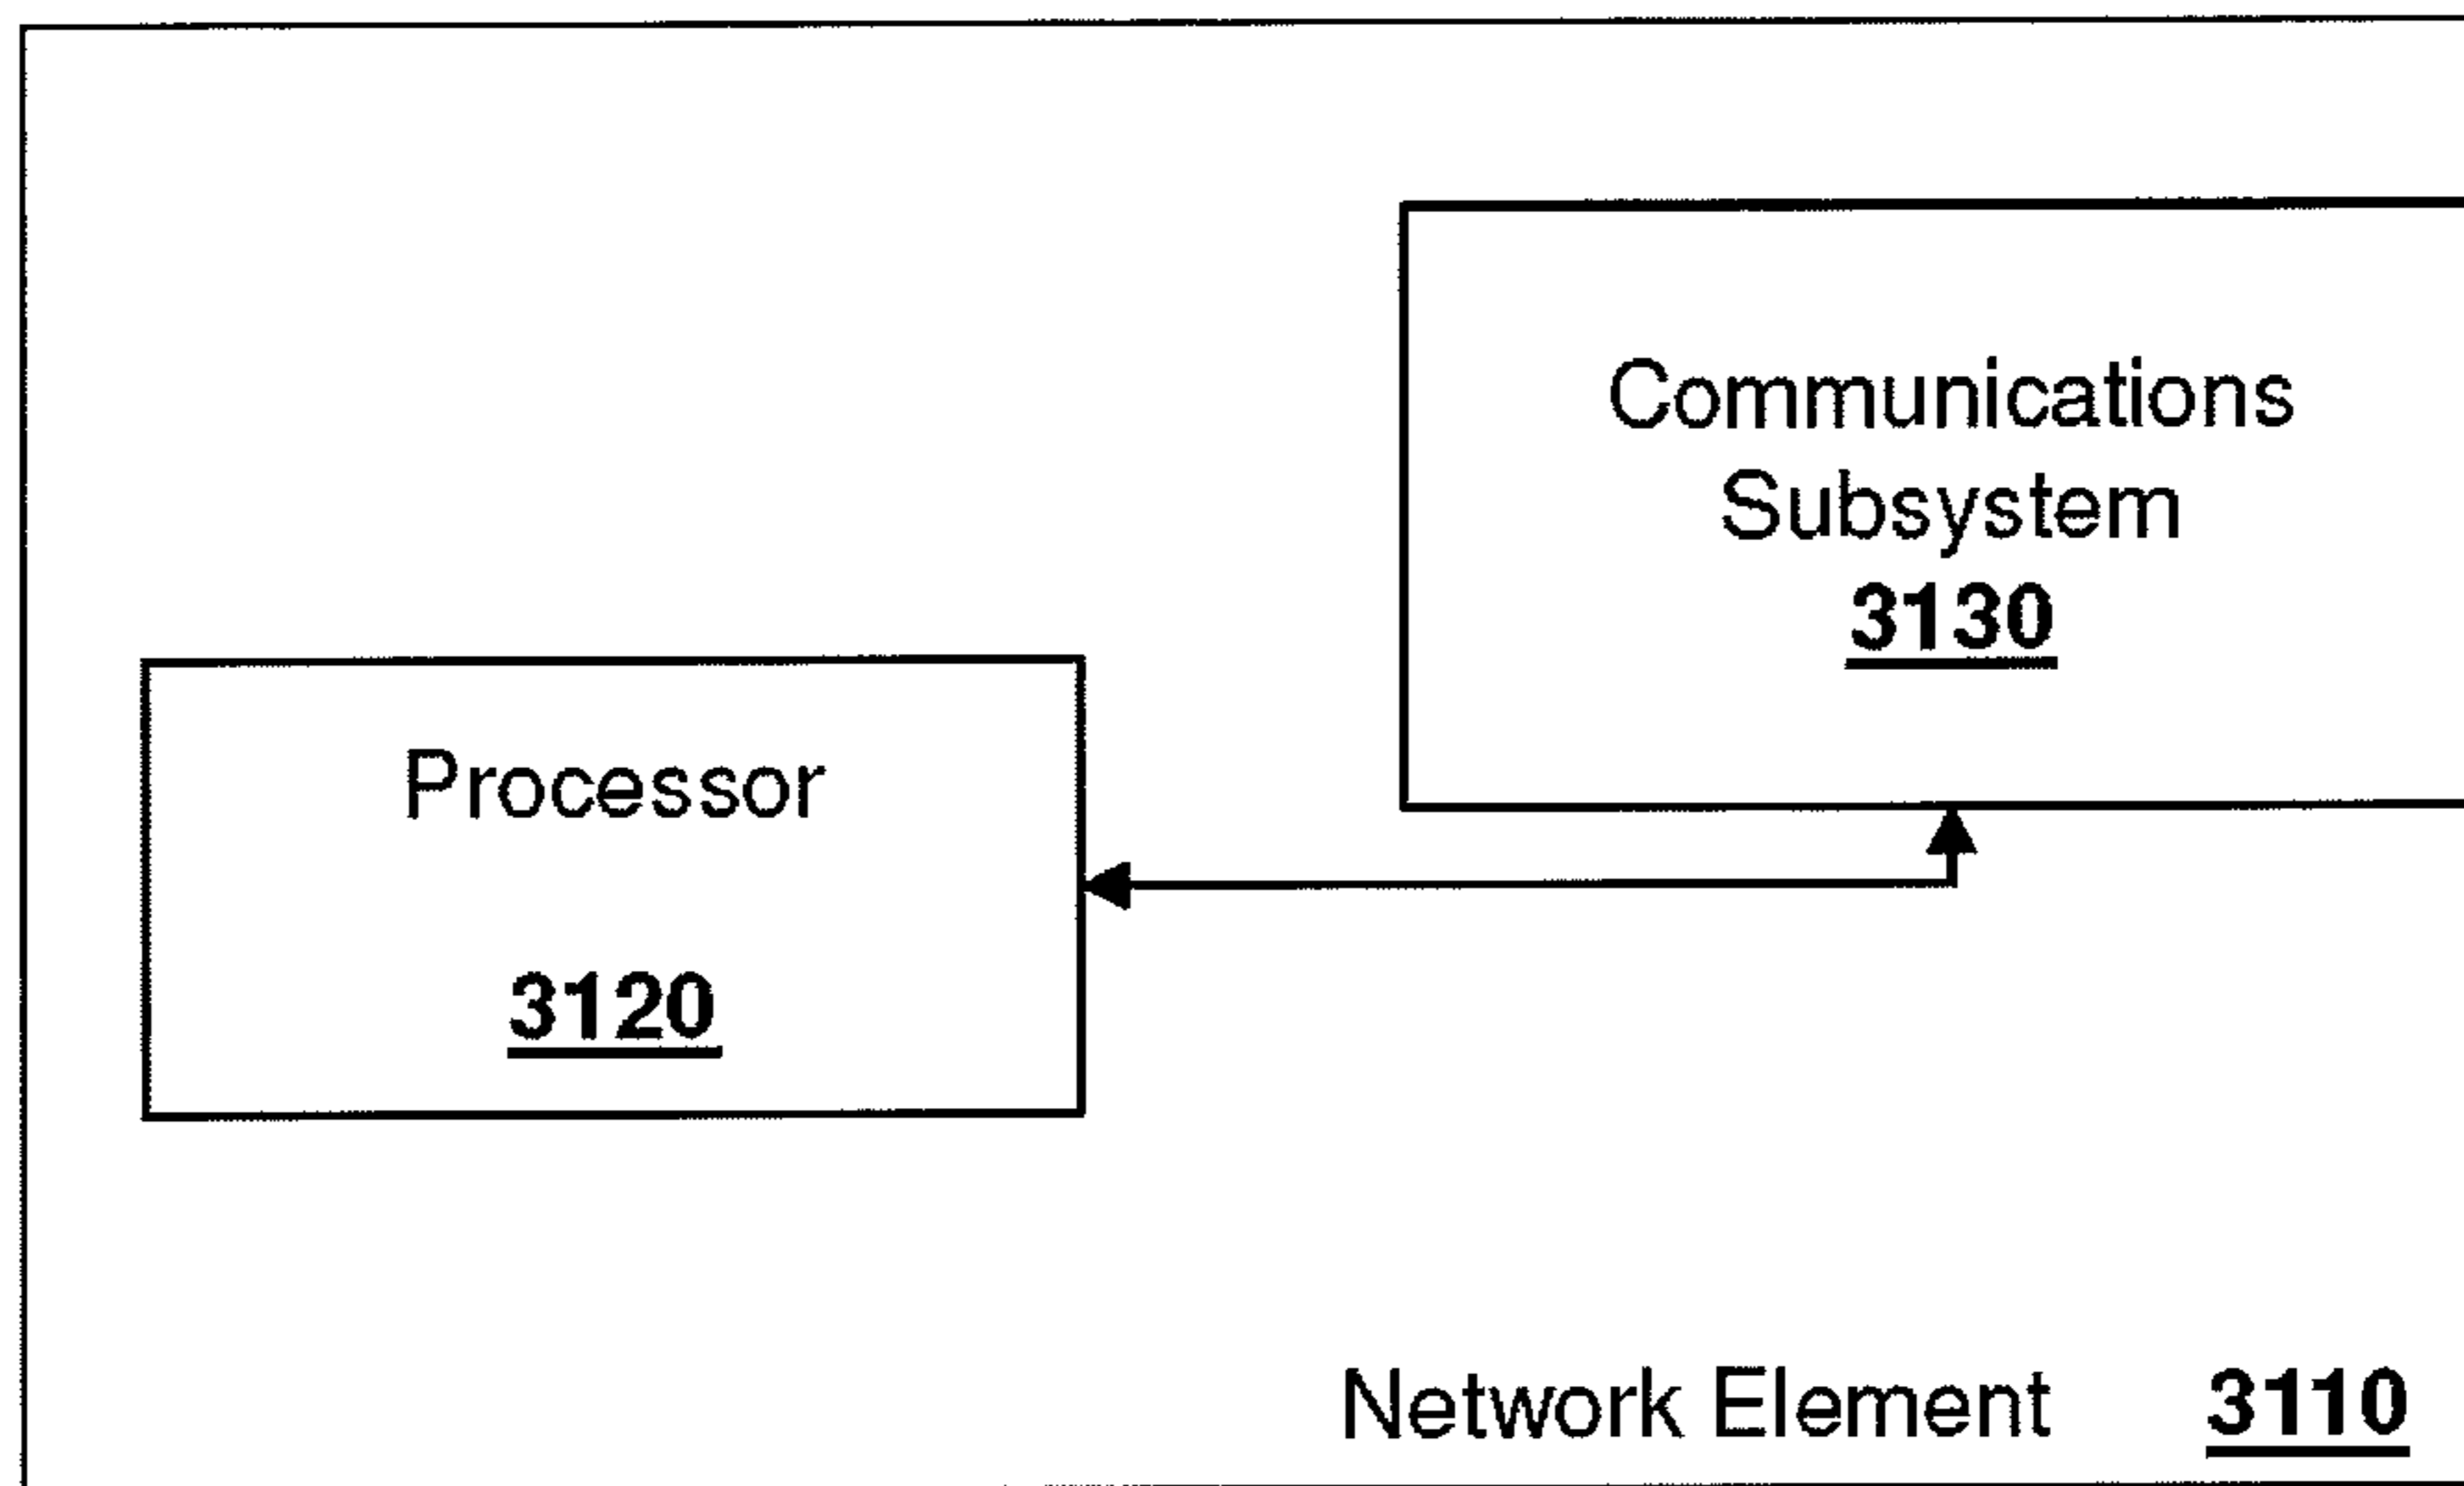 Communications
Subsystem
3130
Processor
3120
Network Element 3110